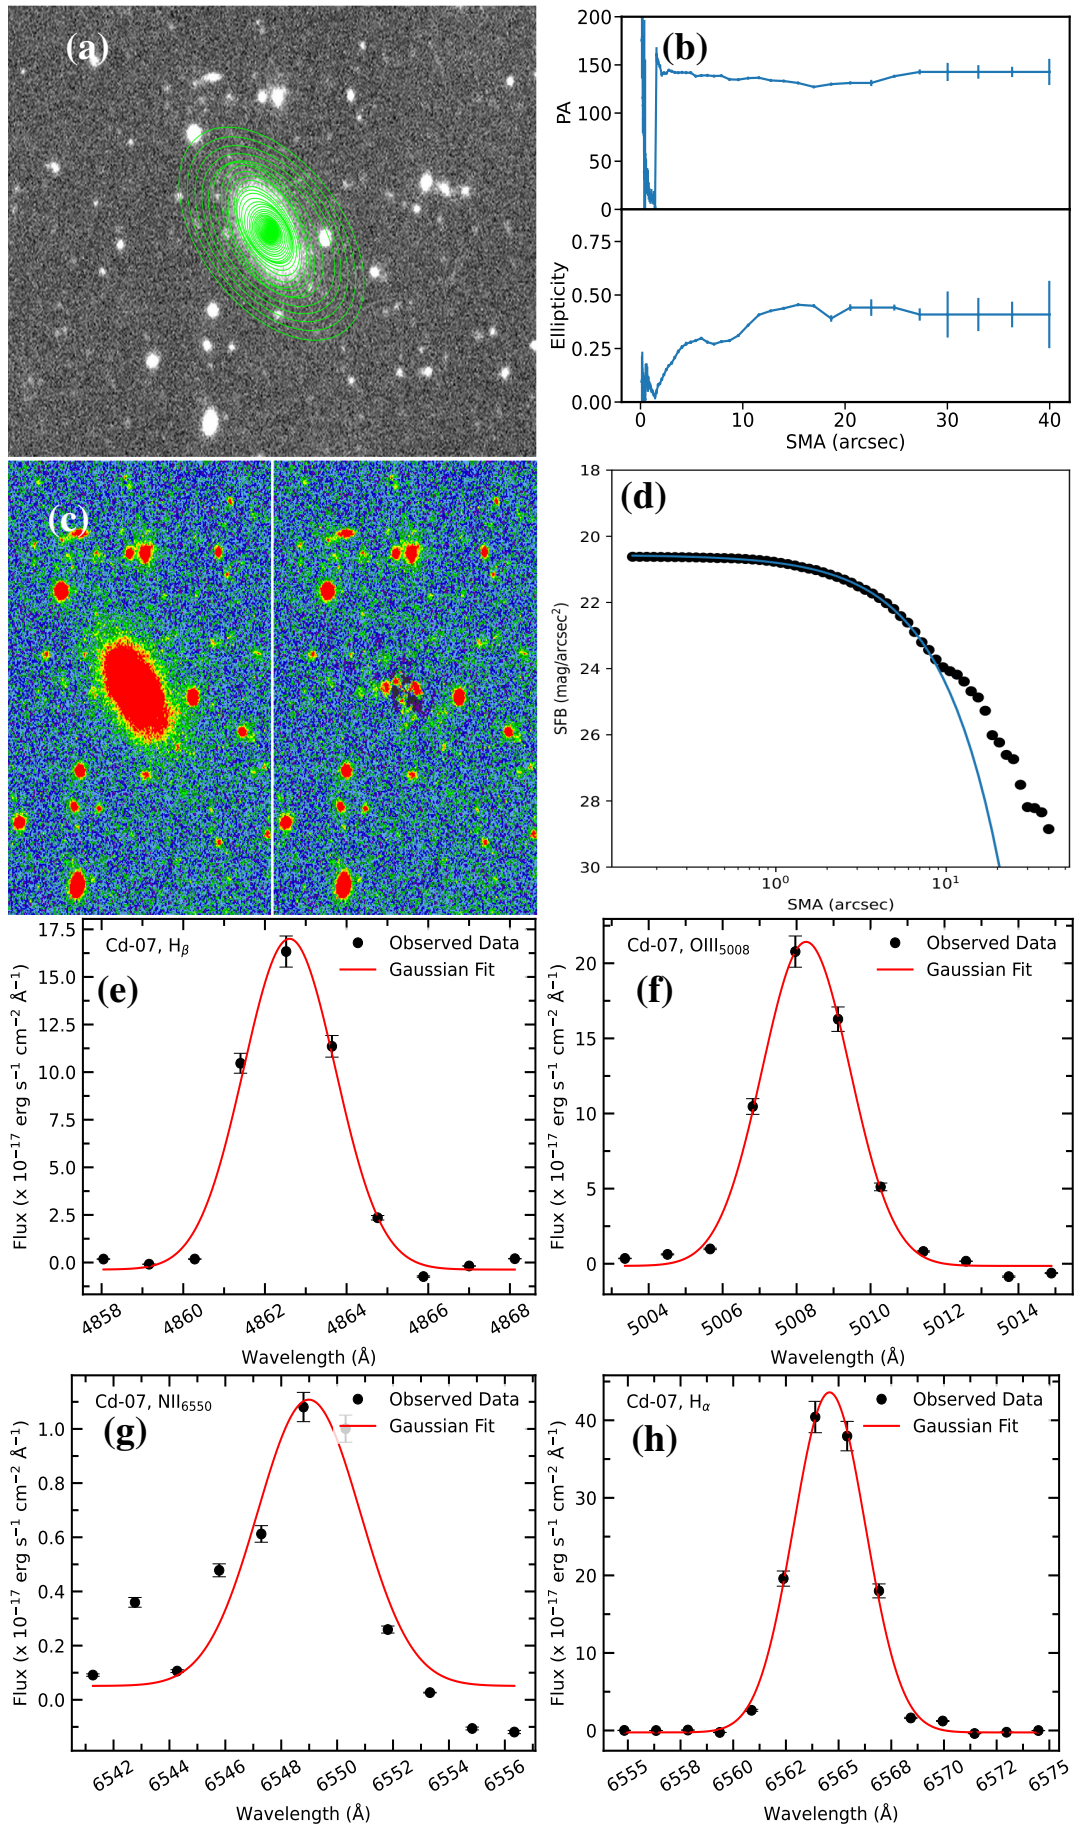 (a)
(b)
200
150
100
50
0
PA
0.75
0.50
0.25
0.00
Ellipticity
0
10
20
30
40
SMA (arcsec)
(c)
(d)
18
20
22
24
26
28
30
SFB (mag/arcsec²)
10⁰
10¹
SMA (arcsec)
(e)
Cd-07, Hᵦ
Observed Data
Gaussian Fit
17.5
15.0
12.5
10.0
7.5
5.0
2.5
0.0
Flux (x 10⁻¹⁷ erg s⁻¹ cm⁻² Å⁻¹)
4858
4860
4862
4864
4866
4868
Wavelength (Å)
(f)
Cd-07, OIII₅₀₀₈
Observed Data
Gaussian Fit
20
15
10
5
0
Flux (x 10⁻¹⁷ erg s⁻¹ cm⁻² Å⁻¹)
5004
5006
5008
5010
5012
5014
Wavelength (Å)
(g)
Cd-07, NII₆₅₅₀
Observed Data
Gaussian Fit
1.0
0.8
0.6
0.4
0.2
0.0
Flux (x 10⁻¹⁷ erg s⁻¹ cm⁻² Å⁻¹)
6542
6544
6546
6548
6550
6552
6554
6556
Wavelength (Å)
(h)
Cd-07, Hα
Observed Data
Gaussian Fit
40
30
20
10
0
Flux (x 10⁻¹⁷ erg s⁻¹ cm⁻² Å⁻¹)
6555
6558
6560
6562
6565
6568
6570
6572
6575
Wavelength (Å)